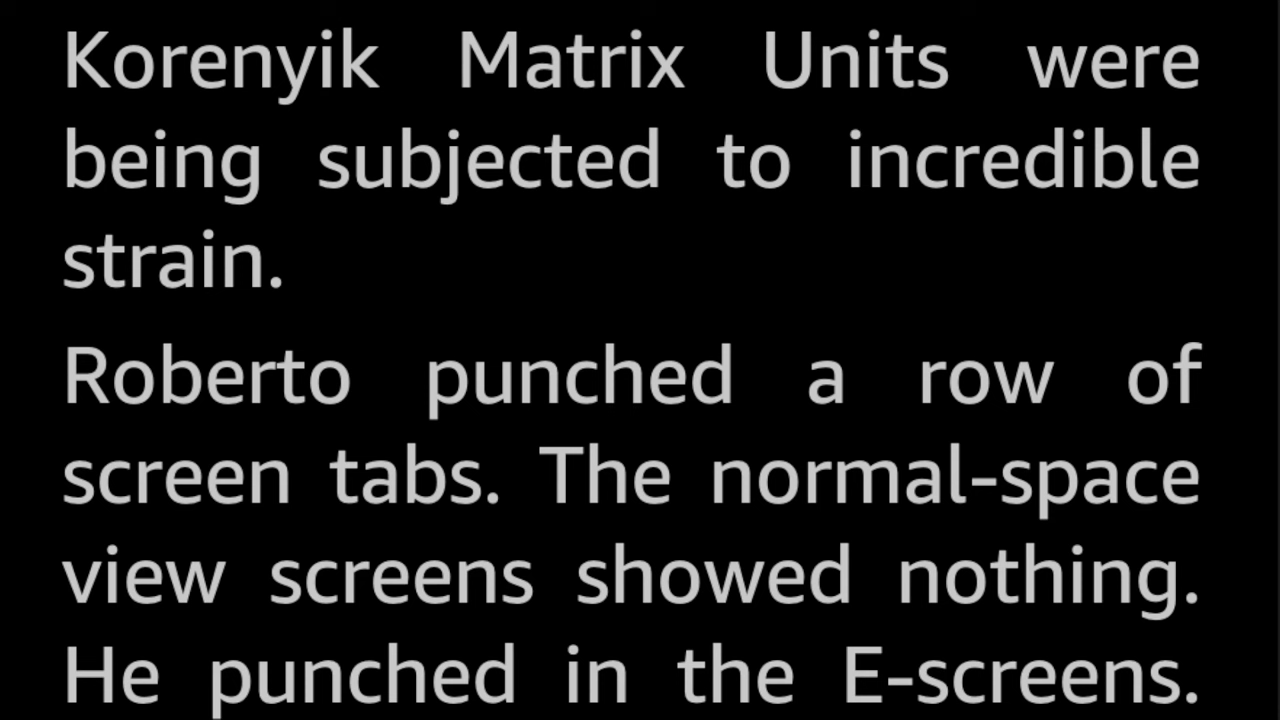 Korenyik Matrix Units were
being subjected to incredible
strain.
Roberto punched a row of
screen tabs. The normal-space
view screens showed nothing.
He punched in the E-screens.